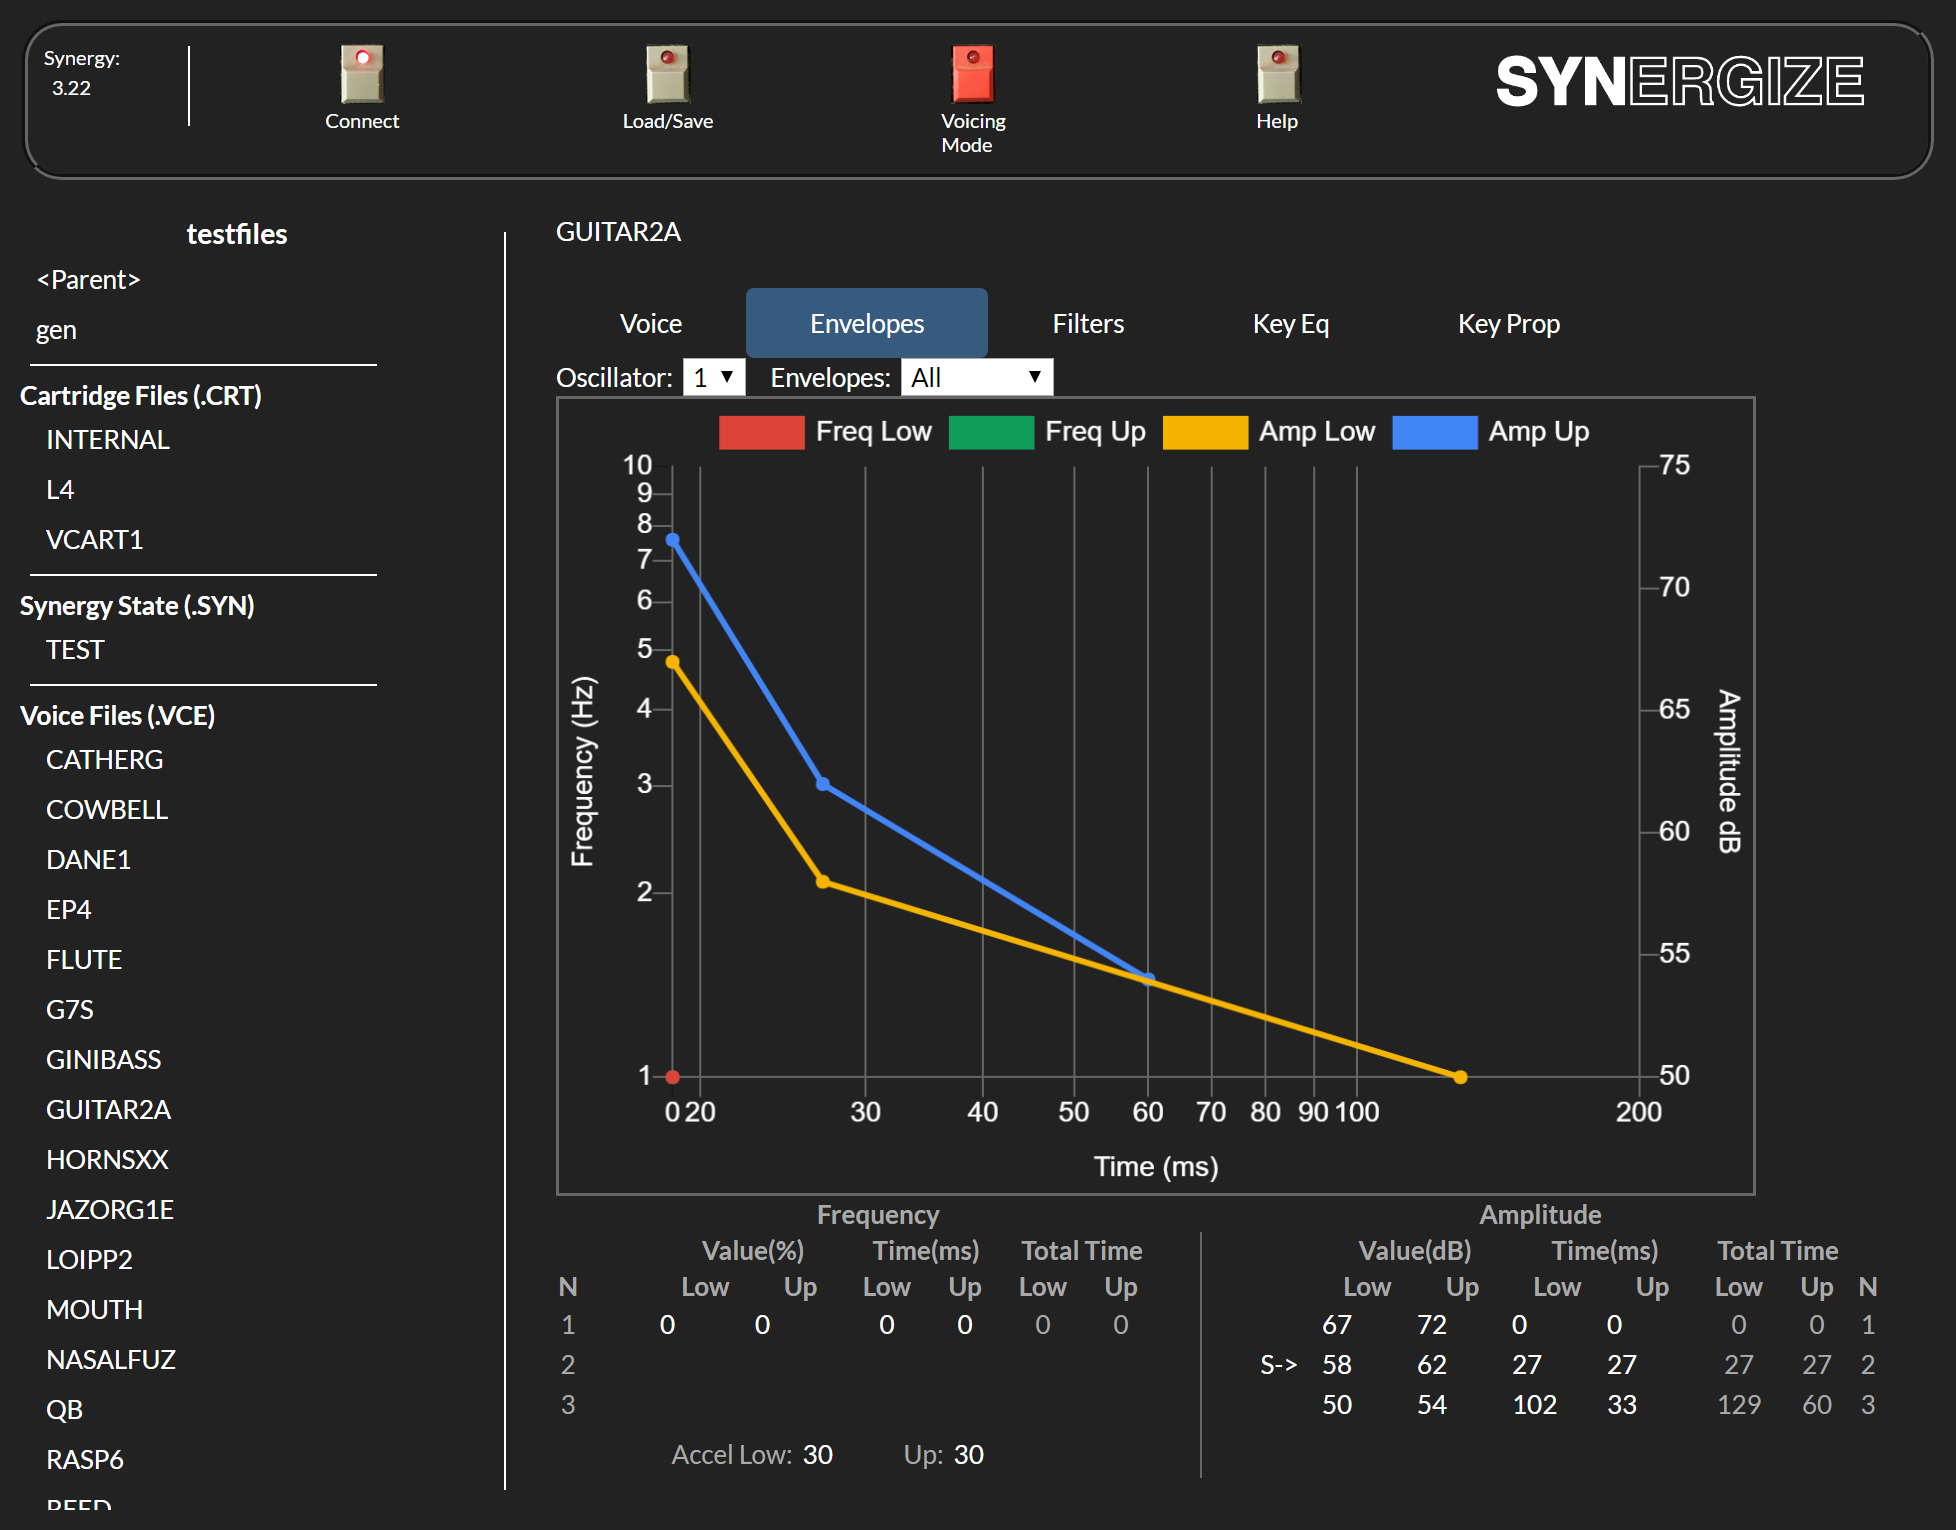 Synergy:
3.22
Connect
Load/Save
Voicing
Mode
Help
SYNERGIZE
testfiles
<Parent>
gen
Cartridge Files (.CRT)
INTERNAL
L4
VCART1
Synergy State (.SYN)
TEST
Voice Files (.VCE)
CATHERG
COWBELL
DANE1
EP4
FLUTE
G7S
GINIBASS
GUITAR2A
HORNSXX
JAZORG1E
LOIPP2
MOUTH
NASALFUZ
QB
RASP6
REED
GUITAR2A
Voice Envelopes Filters Key Eq Key Prop
Oscillator: 1 Envelopes: All
Freq Low Freq Up Amp Low Amp Up
10
9
8
7
6
5
4
3
2
1
Frequency (Hz)
75
70
65
60
55
50
Amplitude dB
0 20 30 40 50 60 70 80 90 100 200
Time (ms)
Frequency
Value(%) Time(ms) Total Time
N Low Up Low Up Low Up
1 0 0 0 0 0 0
2
3
Accel Low: 30 Up: 30
Amplitude
Value(dB) Time(ms) Total Time
Low Up Low Up Low Up N
67 72 0 0 0 0 1
S-> 58 62 27 27 27 27 2
50 54 102 33 129 60 3